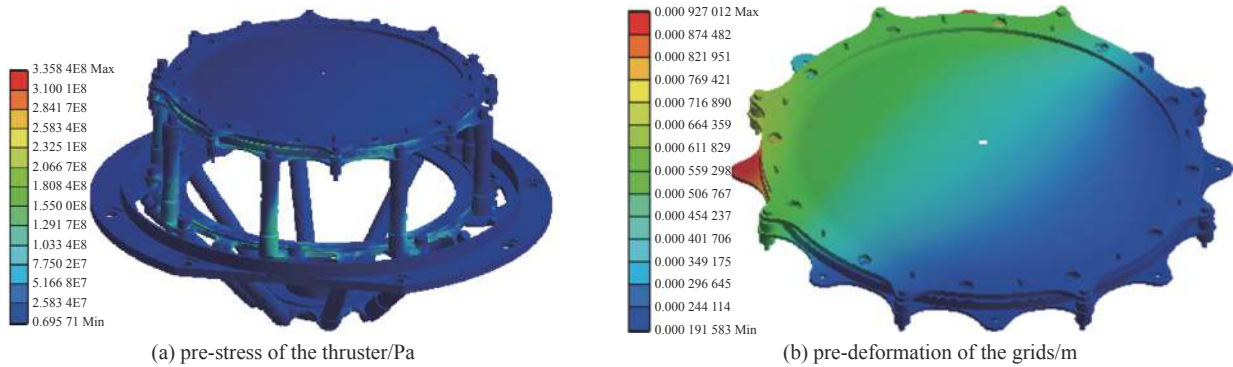 3.358 4E8 Max
3.100 1E8
2.841 7E8
2.583 4E8
2.325 1E8
2.066 7E8
1.808 4E8
1.550 0E8
1.291 7E8
1.033 4E8
7.750 2E7
5.166 8E7
2.583 4E7
0.695 71 Min
(a) pre-stress of the thruster/Pa
0.000 927 012 Max
0.000 874 482
0.000 821 951
0.000 769 421
0.000 716 890
0.000 664 359
0.000 611 829
0.000 559 298
0.000 506 767
0.000 454 237
0.000 401 706
0.000 349 175
0.000 296 645
0.000 244 114
0.000 191 583 Min
(b) pre-deformation of the grids/m